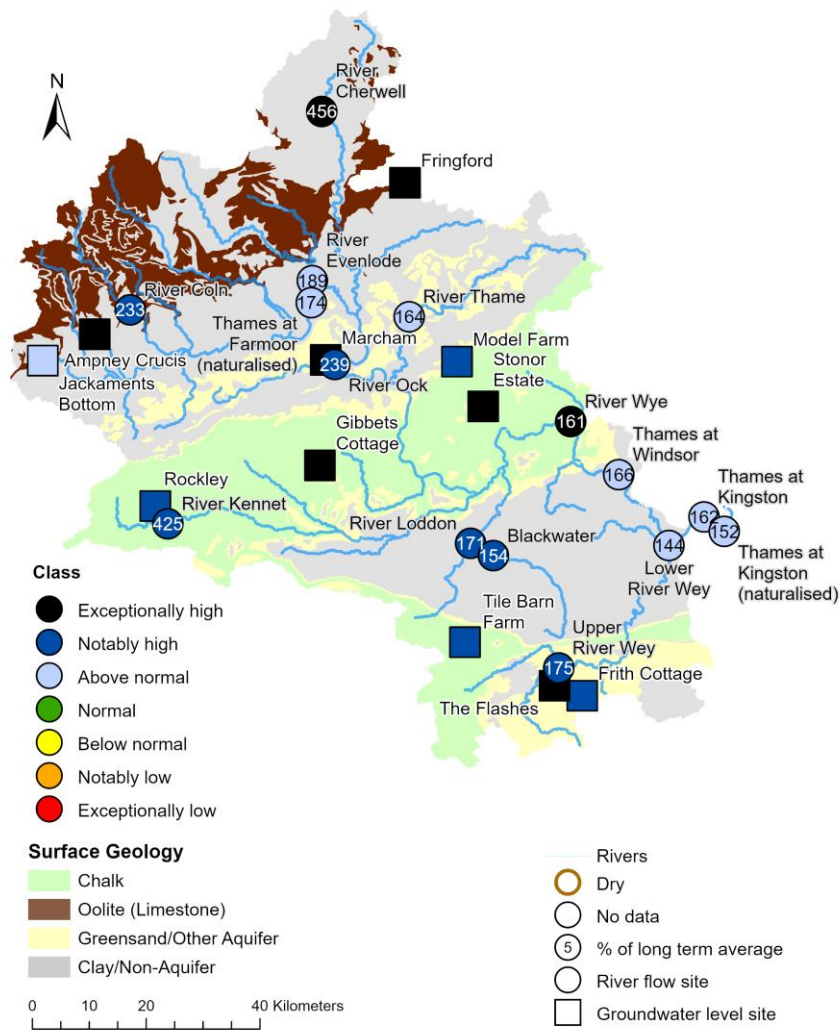 N
River
Cherwell
456
Fringford
River
Evenlode
189
River Coln
233
174
River Thame
164
Thames at
Farmoor
(naturalised)
Marcham
Model Farm
Stonor
Estate
Ampney Crucis
Jackaments
Bottom
239
River Ock
River Wye
161
Gibbets
Cottage
Thames at
Windsor
166
Rockley
River Kennet
425
Thames at
Kingston
162
152
River Loddon
171
Blackwater
154
144
Lower
River Wey
Thames at
Kingston
(naturalised)
Tile Barn
Farm
Upper
River Wey
175
Frith Cottage
The Flashes
Class
Exceptionally high
Notably high
Above normal
Normal
Below normal
Notably low
Exceptionally low
Surface Geology
Chalk
Oolite (Limestone)
Greensand/Other Aquifer
Clay/Non-Aquifer
0 10 20 40 Kilometers
Rivers
Dry
No data
5 % of long term average
River flow site
Groundwater level site